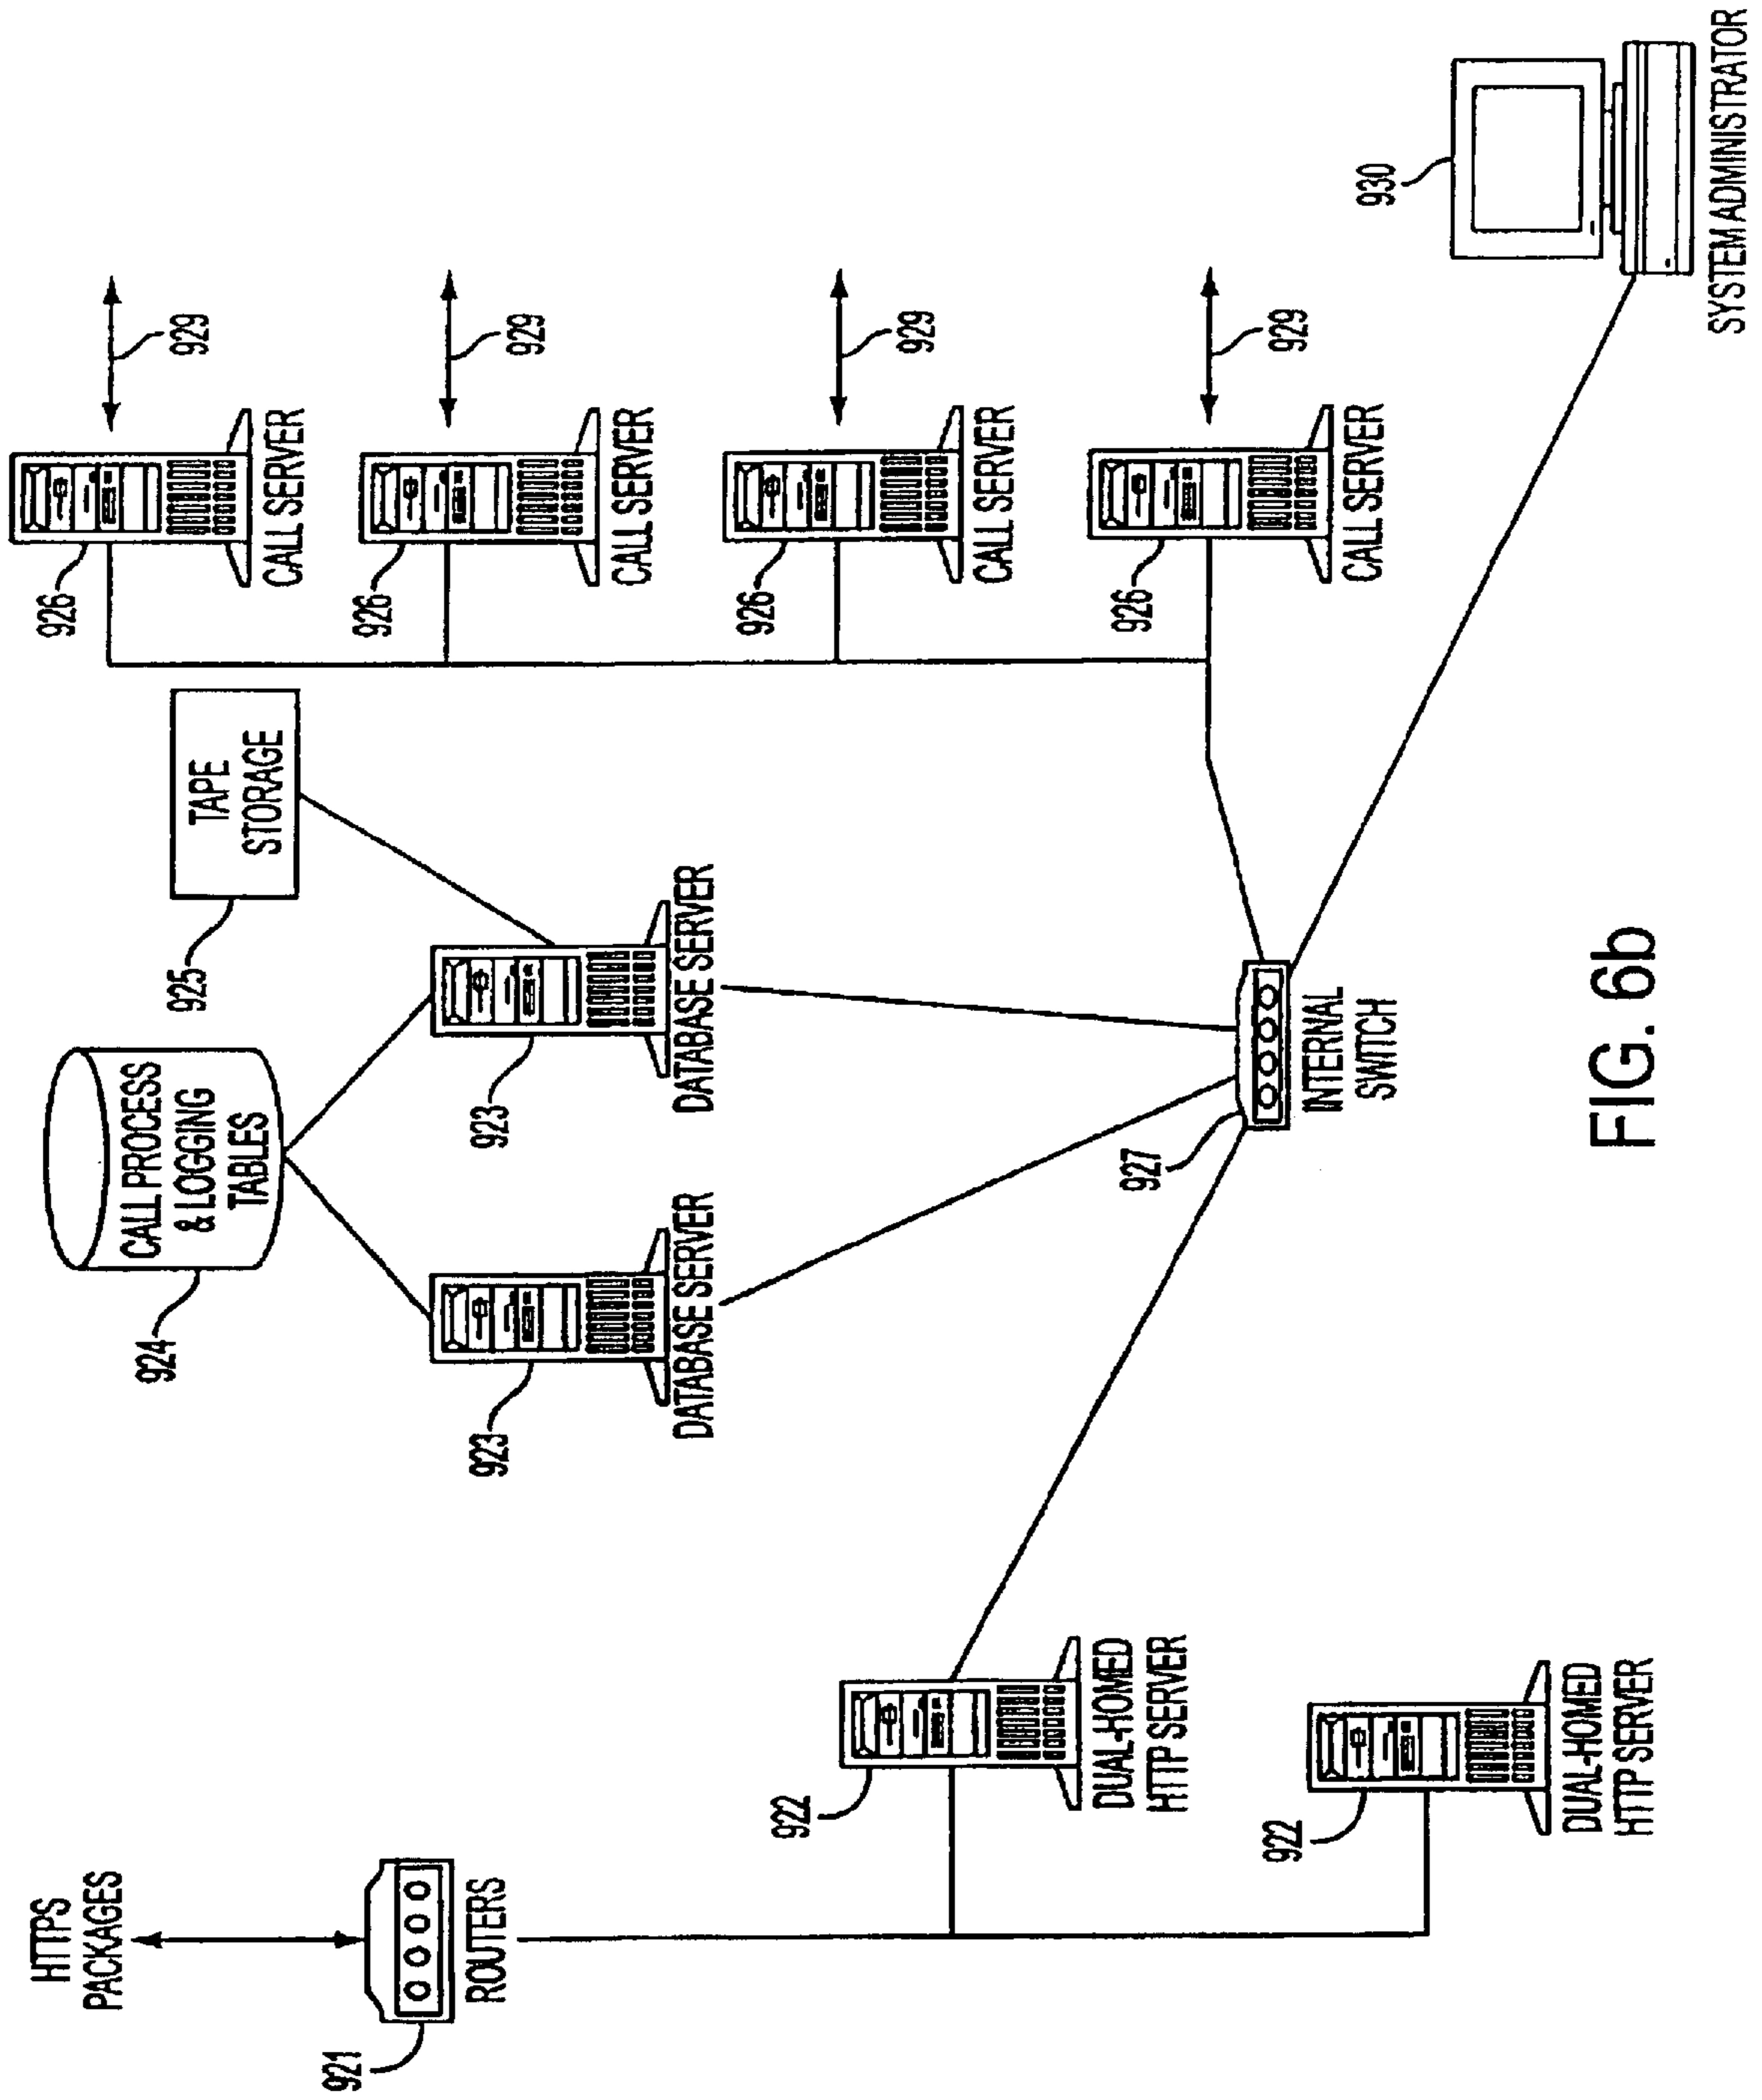 HTTPS
PACKAGES
921
ROUTERS
922
DUAL-HOMED
HTTP SERVER
922
DUAL-HOMED
HTTP SERVER
924
CALL PROCESS
& LOGGING
TABLES
923
DATABASE SERVER
923
DATABASE SERVER
925
TAPE
STORAGE
927
INTERNAL
SWITCH
926
CALL SERVER
929
926
CALL SERVER
929
926
CALL SERVER
929
926
CALL SERVER
929
930
SYSTEM ADMINISTRATOR
FIG. 6b